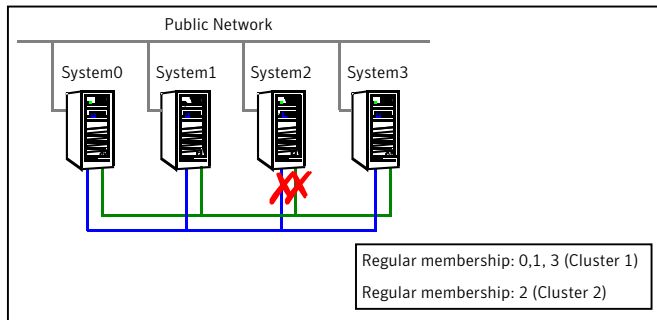 Public Network
System0 System1 System2 System3
Regular membership: 0,1, 3 (Cluster 1)
Regular membership: 2 (Cluster 2)